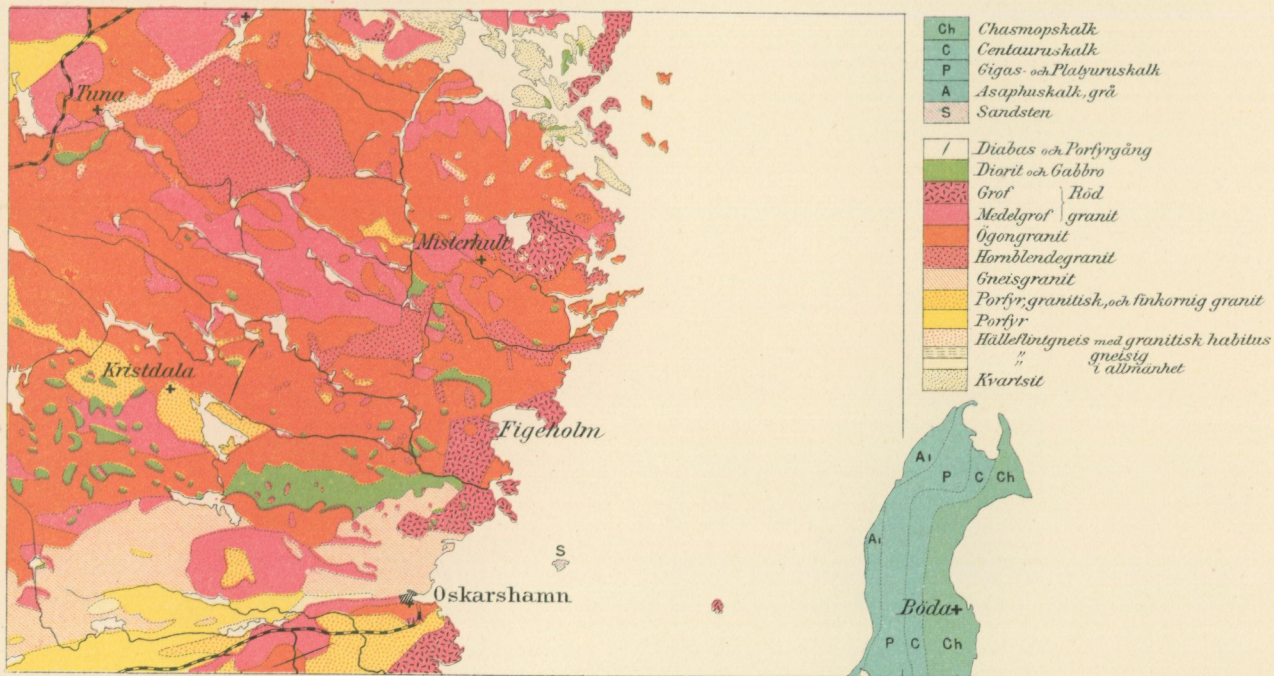 Tuna
Misterhult
Kristdala
Figeholm
S
Oskarshamn
Ch Chasmopskalk
C Centauruskalk
P Gigas- och Platyuruskalk
A Asaphuskalk, grå
S Sandsten
Diabas och Porfyrgång
Diorit och Gabbro
Grof } Röd
Medelgrof } granit
Ögongranit
Hornblendegranit
Gneisgranit
Porfyr, granitisk, och finkornig granit
Porfyr
Hälleflintgneis med granitisk habitus
" gneisig
i allmänhet
Kvartsit
A1
P C Ch
A1
Böda
P C Ch